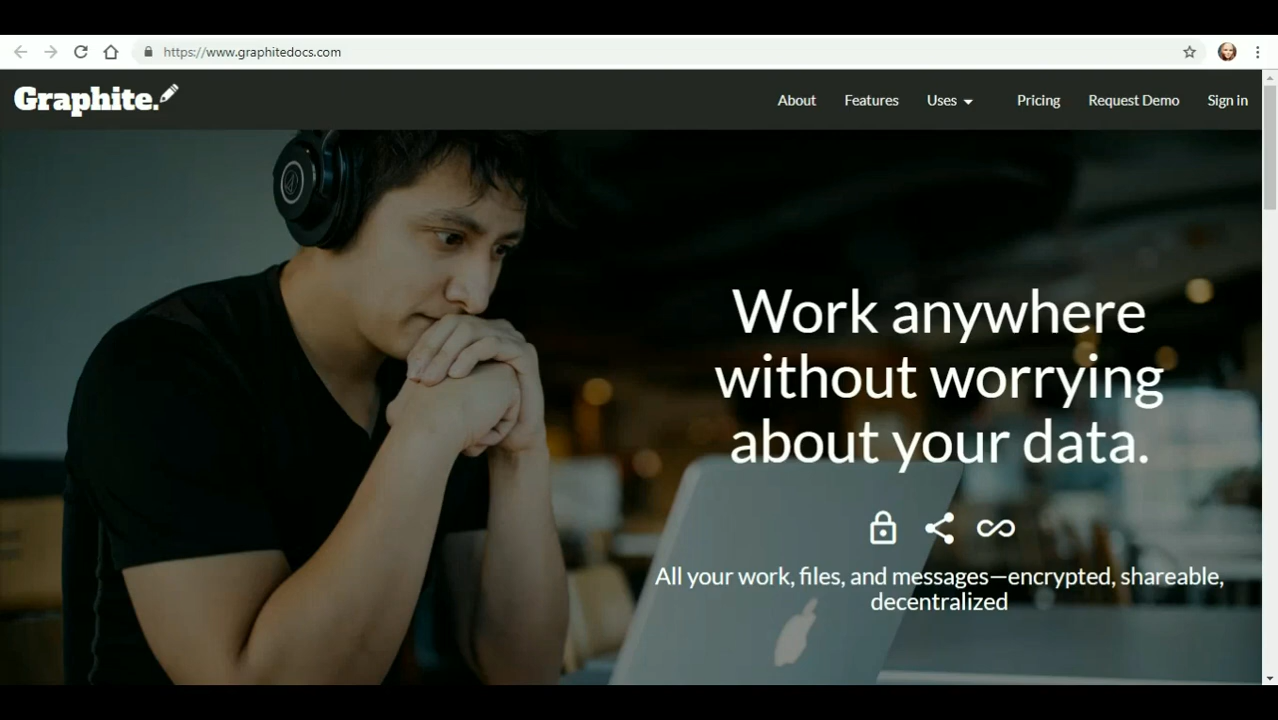 https://www.graphitedocs.com
Graphite.
About Features Uses Pricing Request Demo Sign in
Work anywhere
without worrying
about your data.
All your work, files, and messages—encrypted, shareable,
decentralized